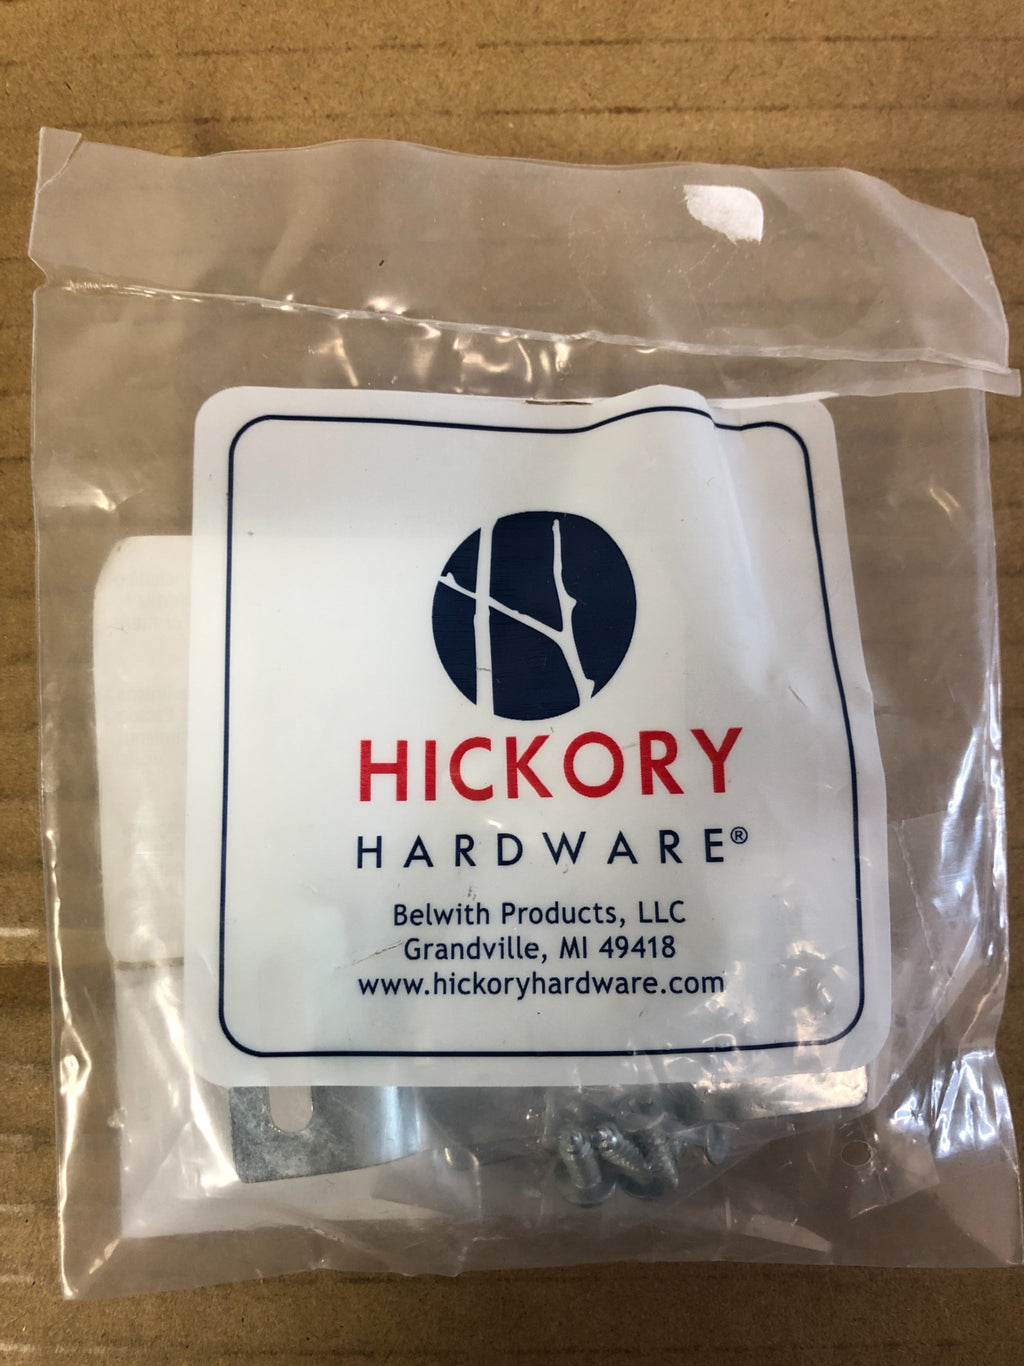 HICKORY
HARDWARE®
Belwith Products, LLC
Grandville, MI 49418
www.hickoryhardware.com